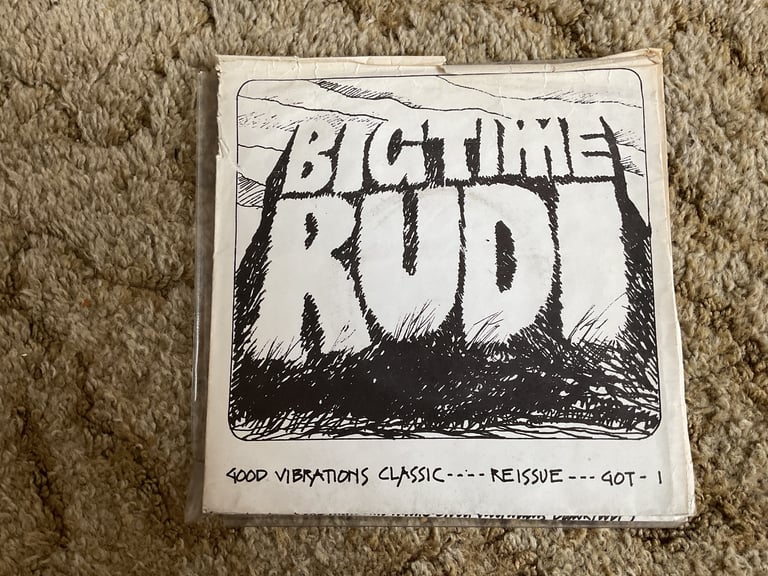 BIG TIME
RUDI
GOOD VIBRATIONS CLASSIC---- REISSUE --- GOT- 1